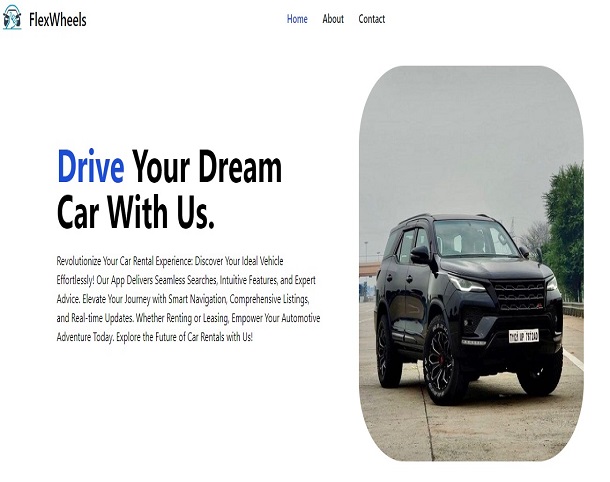 FlexWheels
Home About Contact
Drive Your Dream
Car With Us.
Revolutionize Your Car Rental Experience: Discover Your Ideal Vehicle
Effortlessly! Our App Delivers Seamless Searches, Intuitive Features, and Expert
Advice. Elevate Your Journey with Smart Navigation, Comprehensive Listings,
and Real-time Updates. Whether Renting or Leasing, Empower Your Automotive
Adventure Today. Explore the Future of Car Rentals with Us!